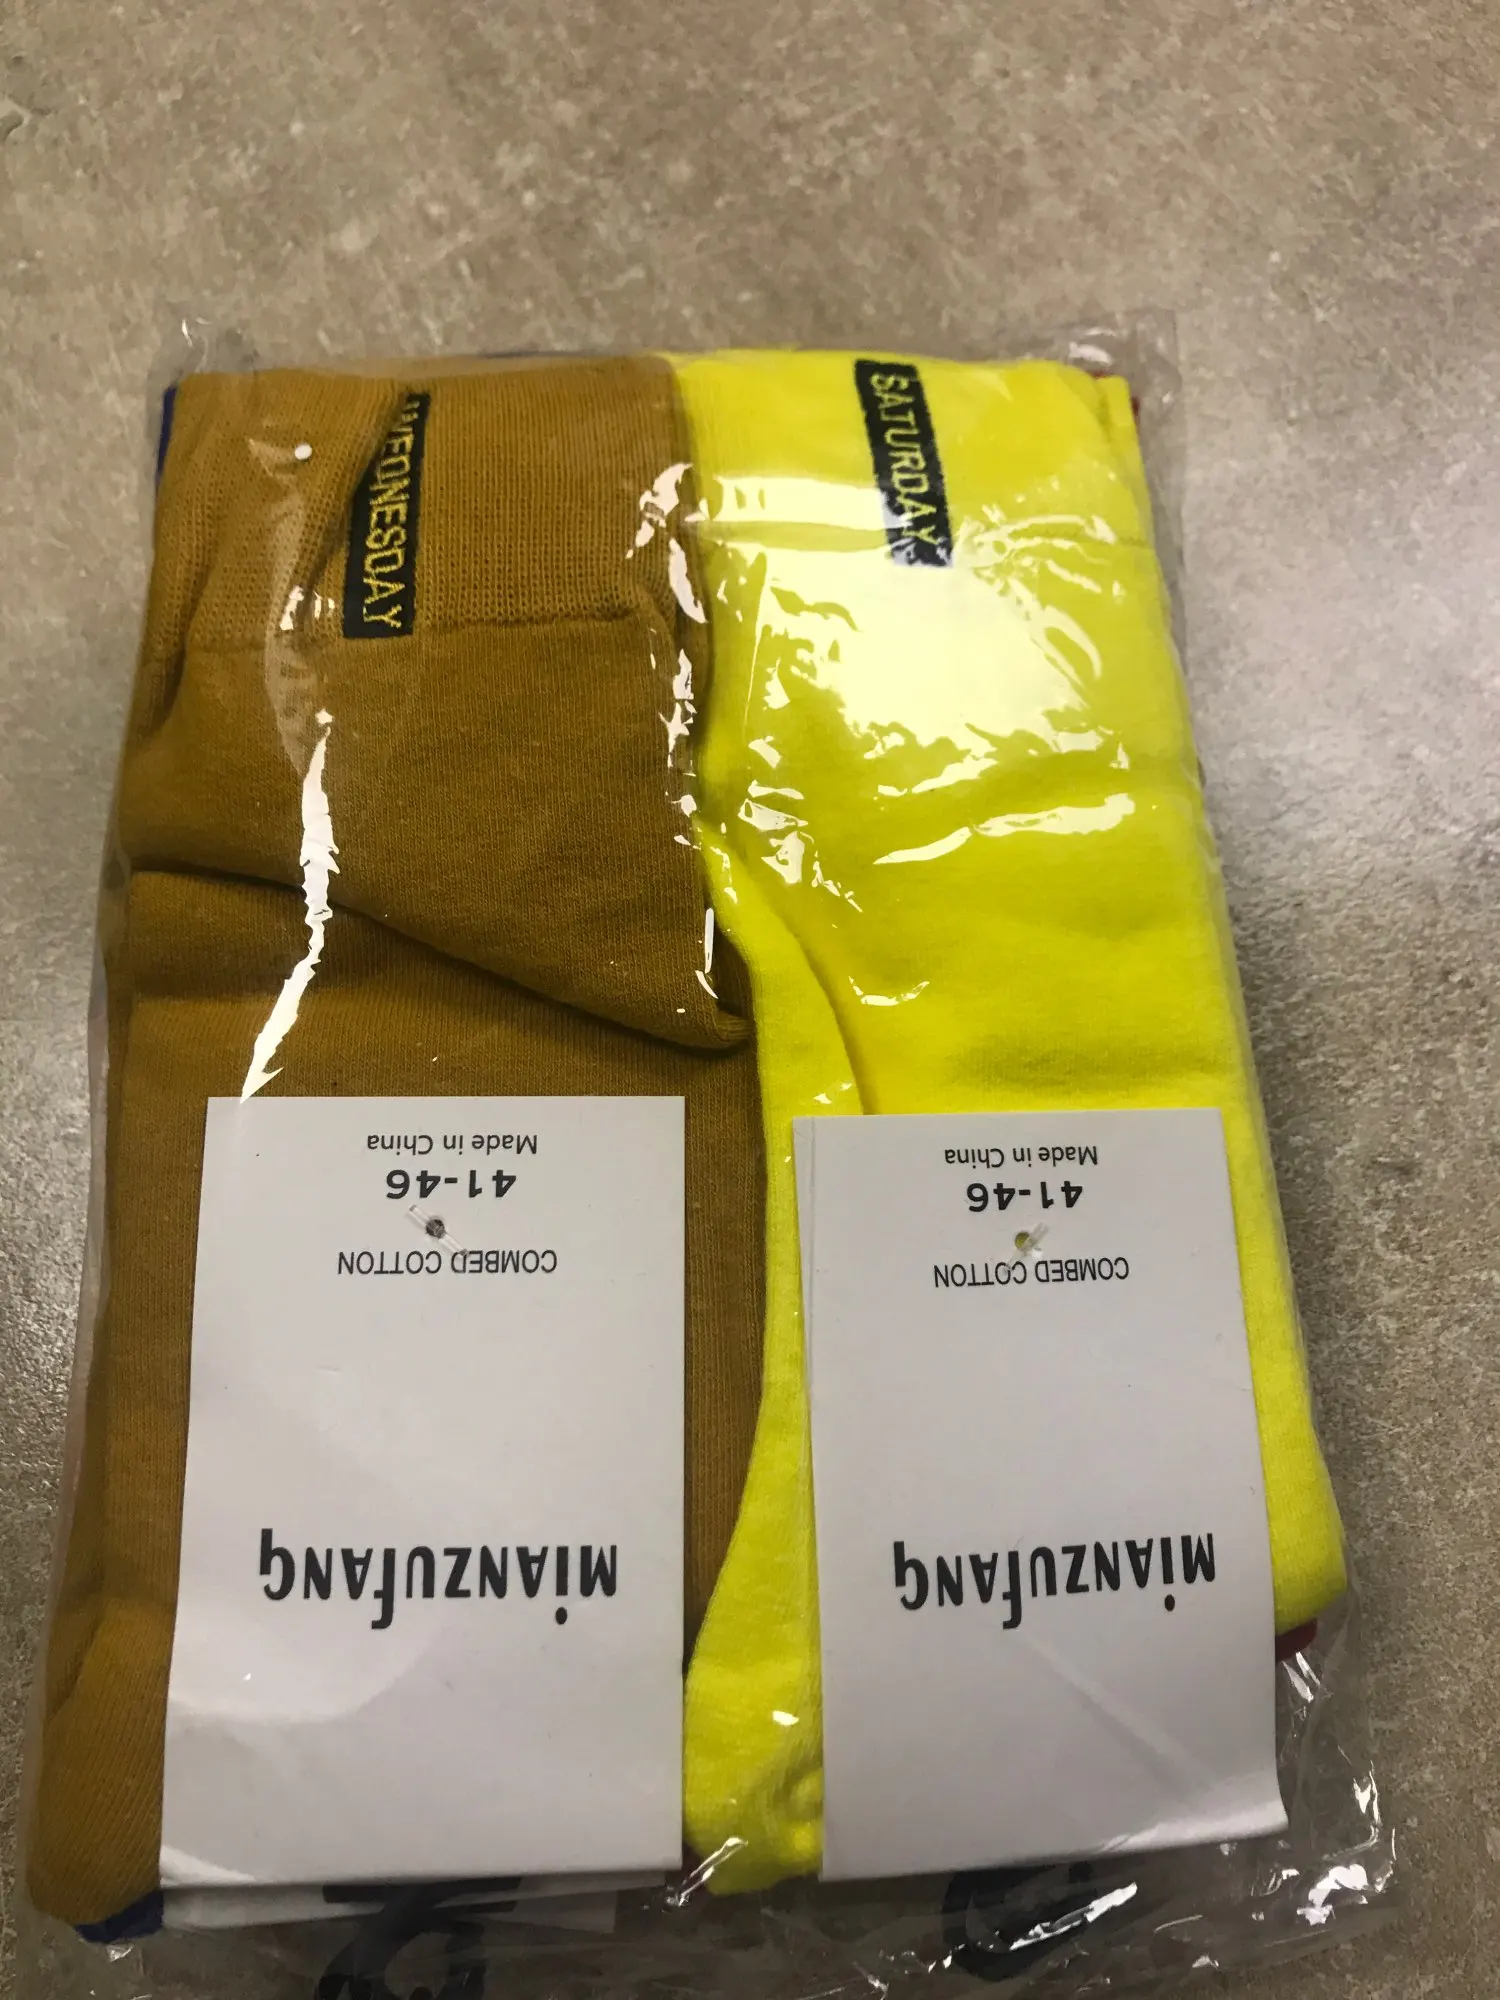 WEDNESDAY
SATURDAY
MIANZUFANG
COMBED COTTON
41-46
Made in China
MIANZUFANG
COMBED COTTON
41-46
Made in China